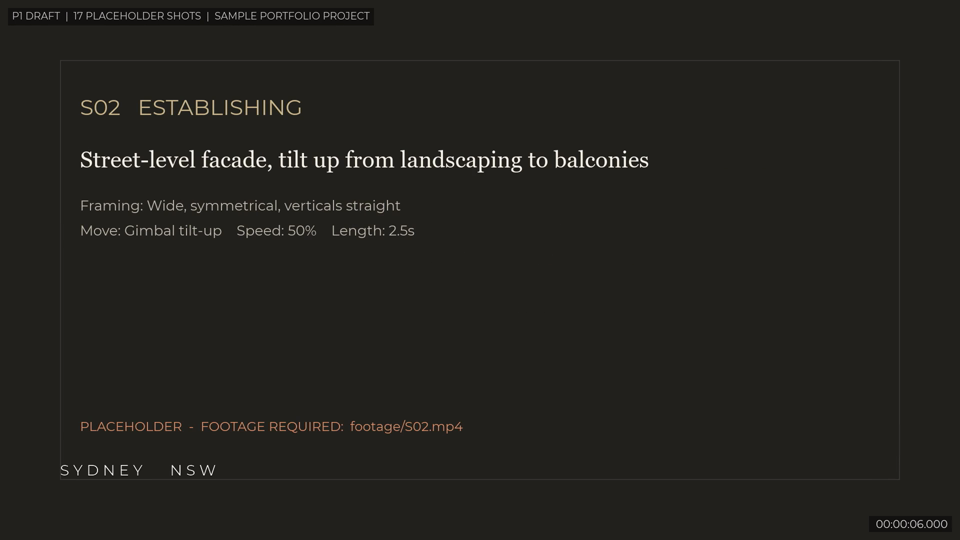 P1 DRAFT | 17 PLACEHOLDER SHOTS | SAMPLE PORTFOLIO PROJECT
S02 ESTABLISHING
Street-level facade, tilt up from landscaping to balconies
Framing: Wide, symmetrical, verticals straight
Move: Gimbal tilt-up Speed: 50% Length: 2.5s
PLACEHOLDER - FOOTAGE REQUIRED: footage/S02.mp4
SYDNEY NSW
00:00:06.000